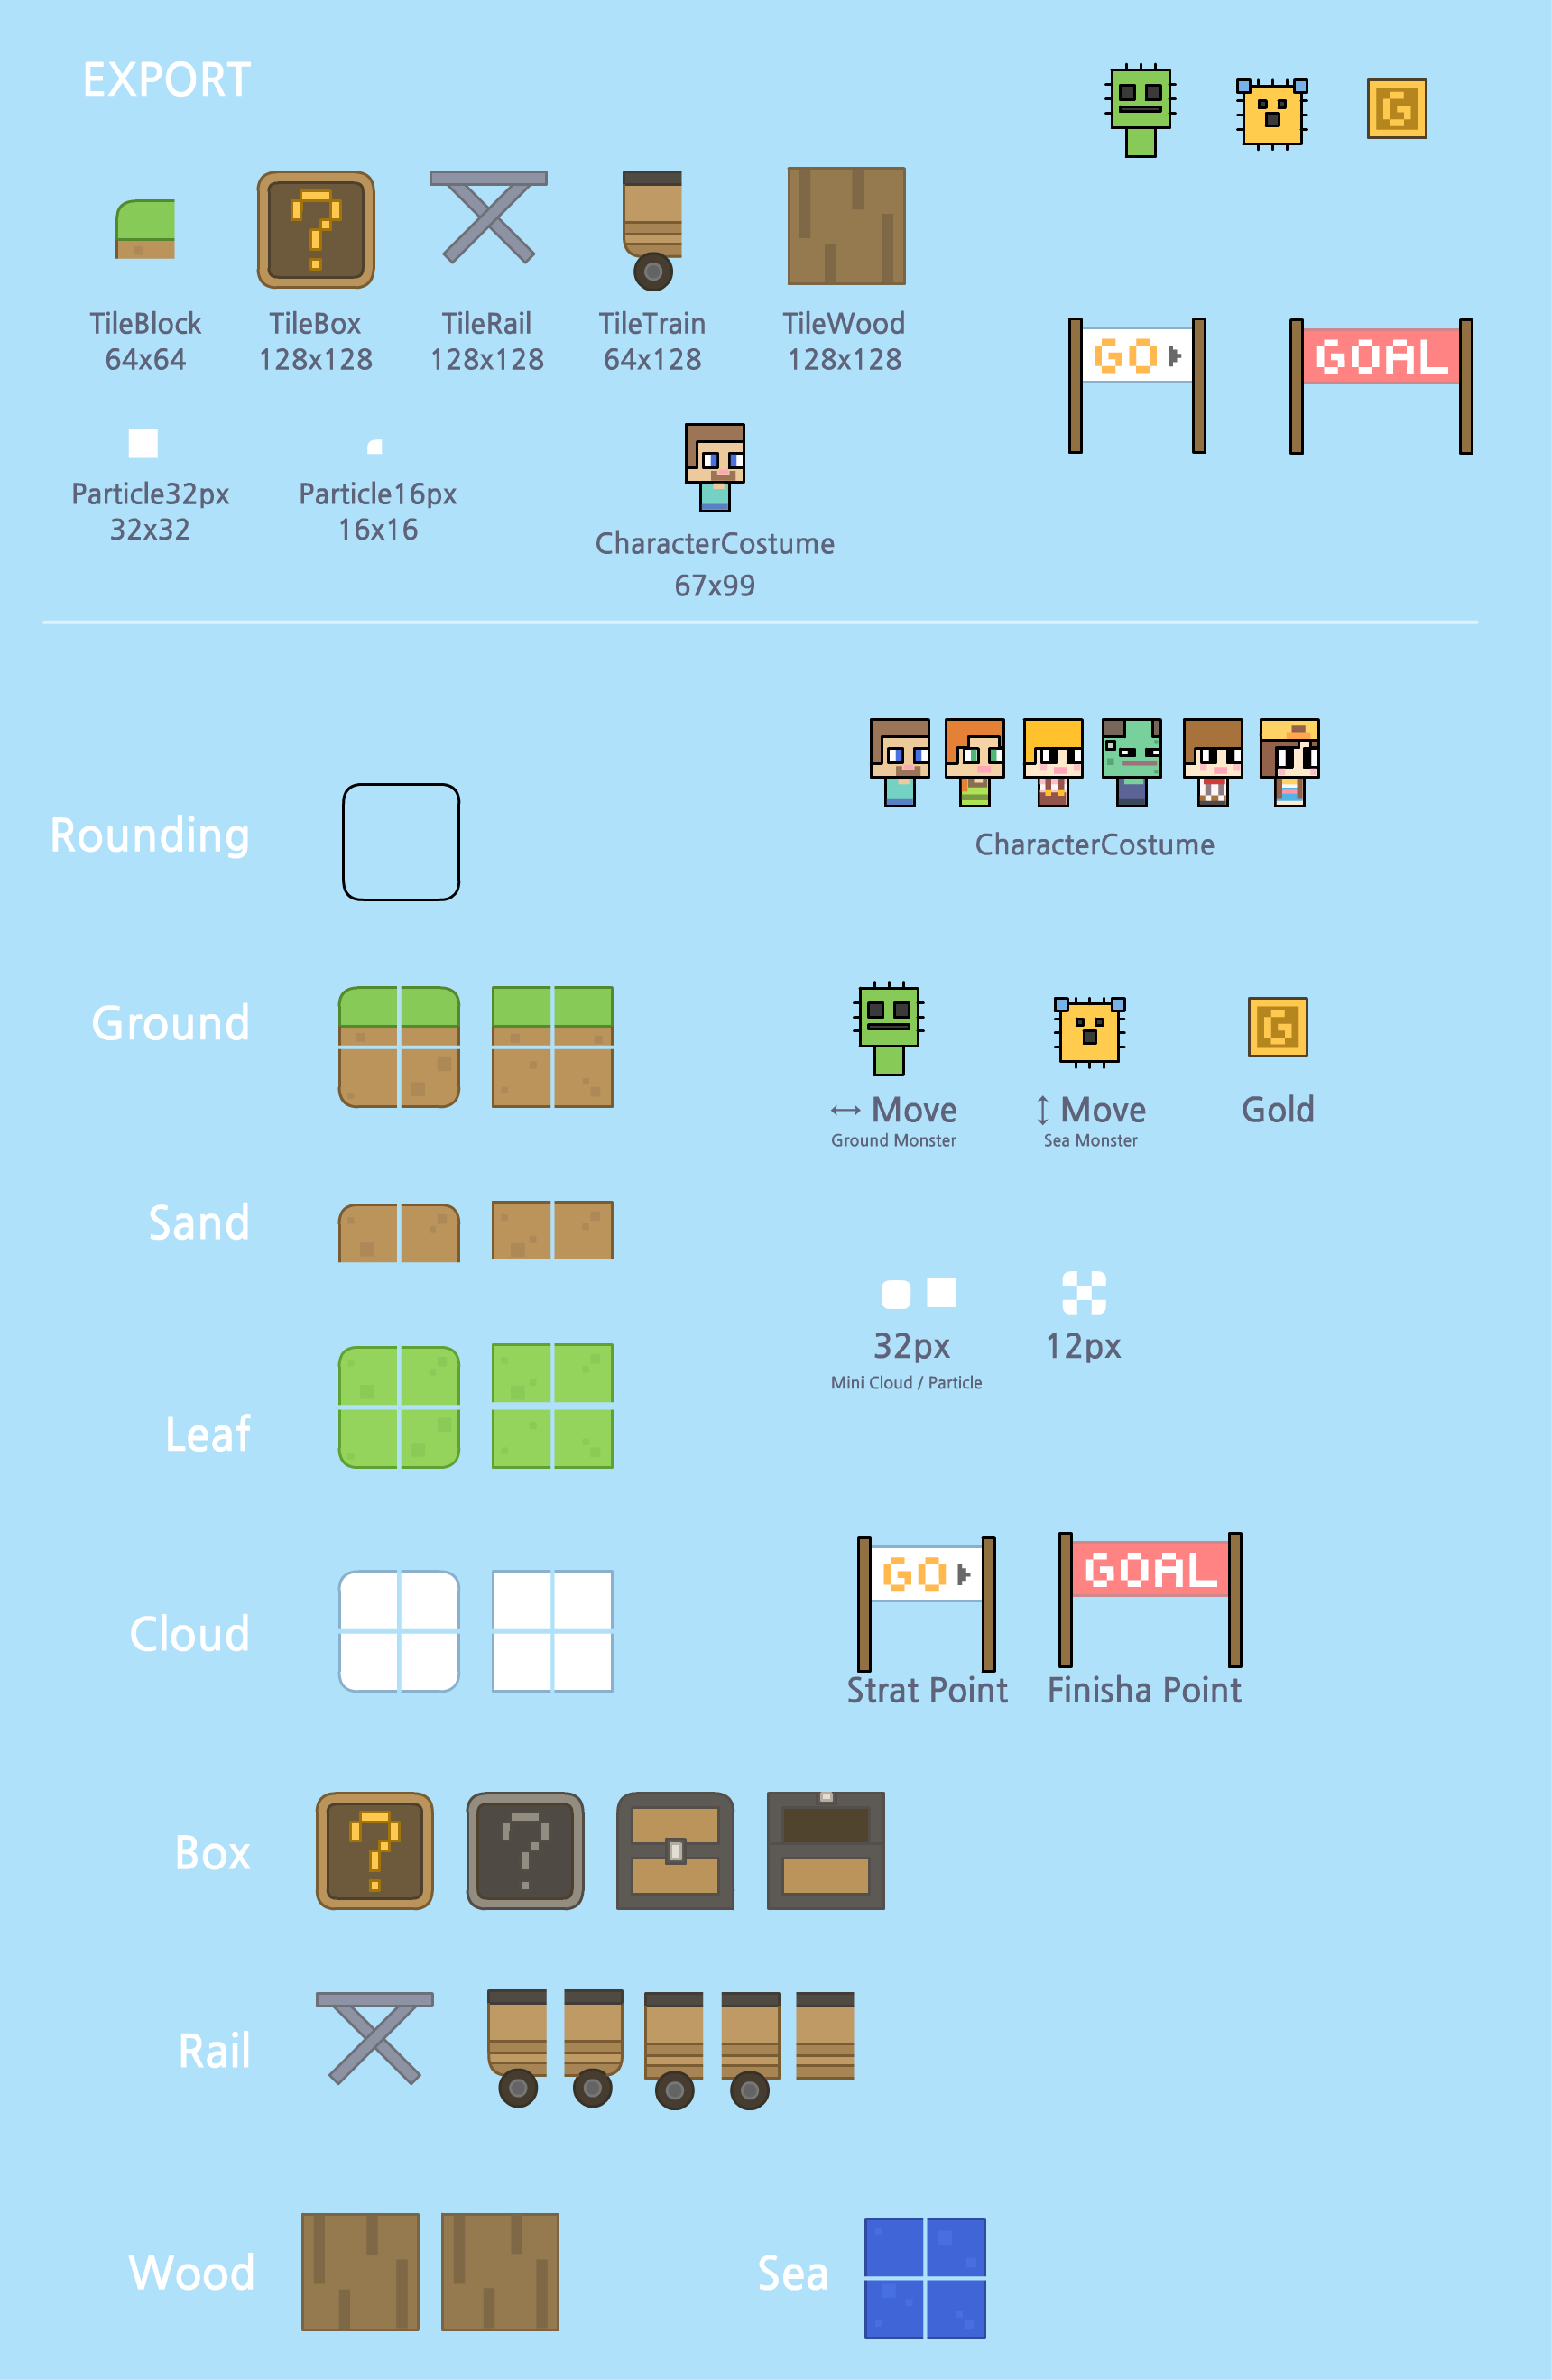 EXPORT
G
?
TileBlock
64x64
TileBox
128x128
TileRail
128x128
TileTrain
64x128
TileWood
128x128
GO
GOAL
Particle32px
32x32
Particle16px
16x16
CharacterCostume
67x99
Rounding
CharacterCostume
Ground
G
↔ Move
Ground Monster
↕ Move
Sea Monster
Gold
Sand
32px
Mini Cloud / Particle
12px
Leaf
GO
GOAL
Cloud
Strat Point
Finisha Point
Box
?
?
Rail
Wood
Sea